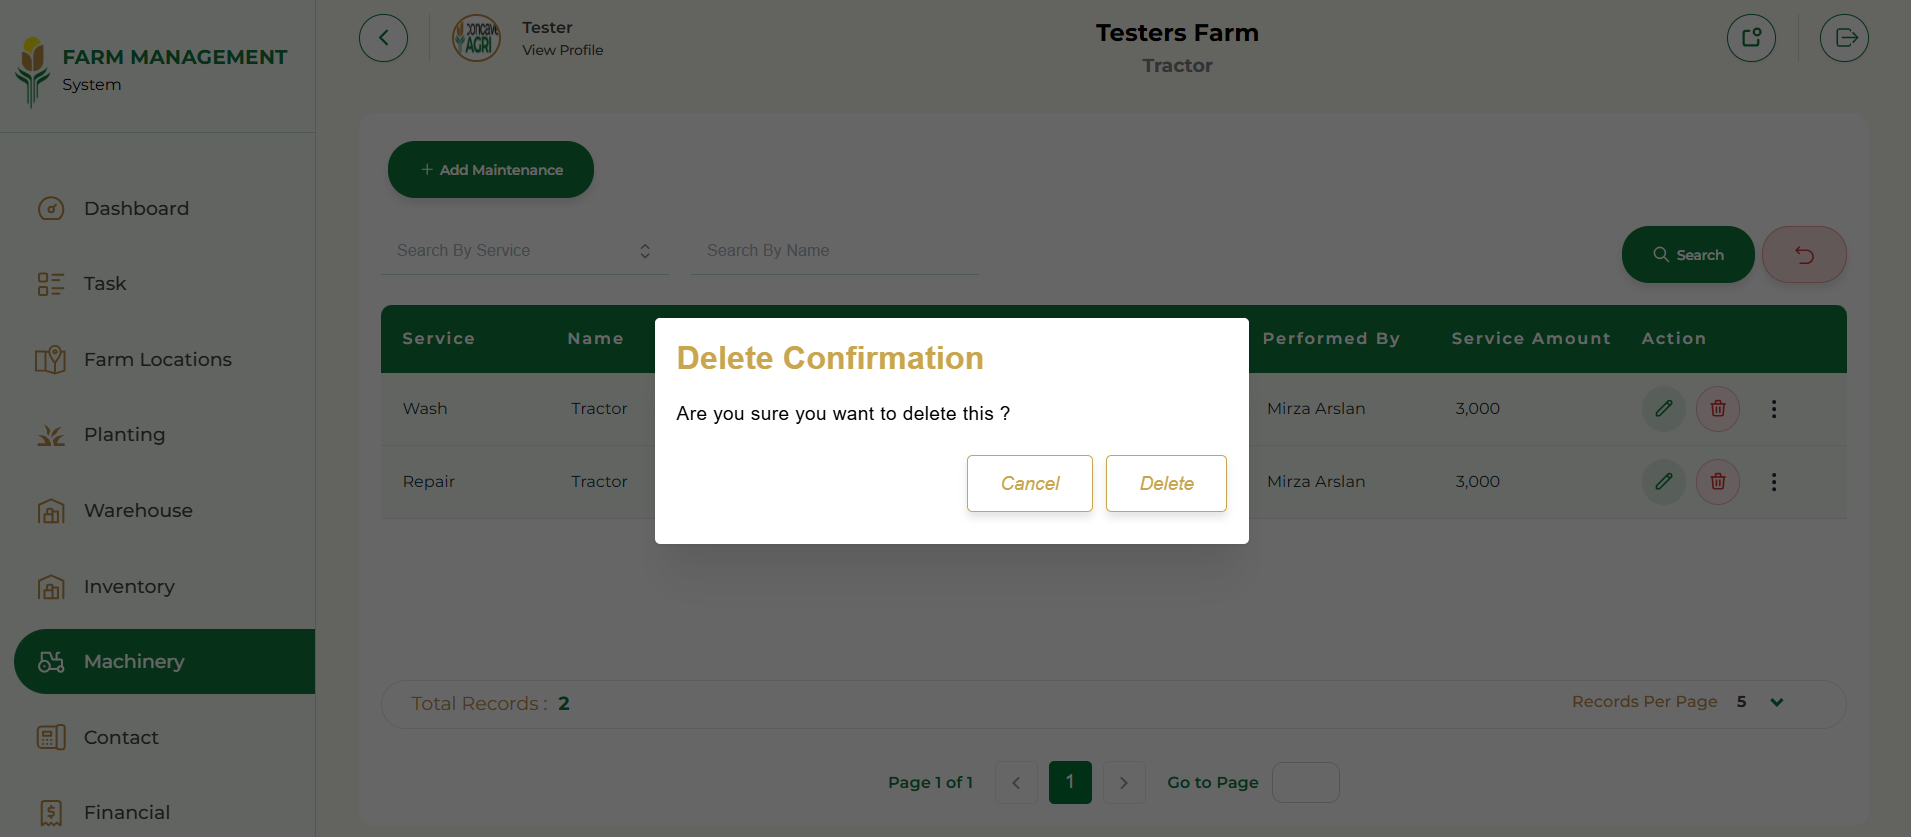 FARM MANAGEMENT
System
Dashboard
Task
Farm Locations
Planting
Warehouse
Inventory
Machinery
Contact
Financial
CONCAVE
AGRI
Tester
View Profile
Testers Farm
Tractor
+ Add Maintenance
Search By Service
Search By Name
Search
Service Name Performed By Service Amount Action
Wash Tractor Mirza Arslan 3,000
Repair Tractor Mirza Arslan 3,000
Delete Confirmation
Are you sure you want to delete this ?
Cancel Delete
Total Records : 2
Records Per Page 5
Page 1 of 1 < 1 > Go to Page